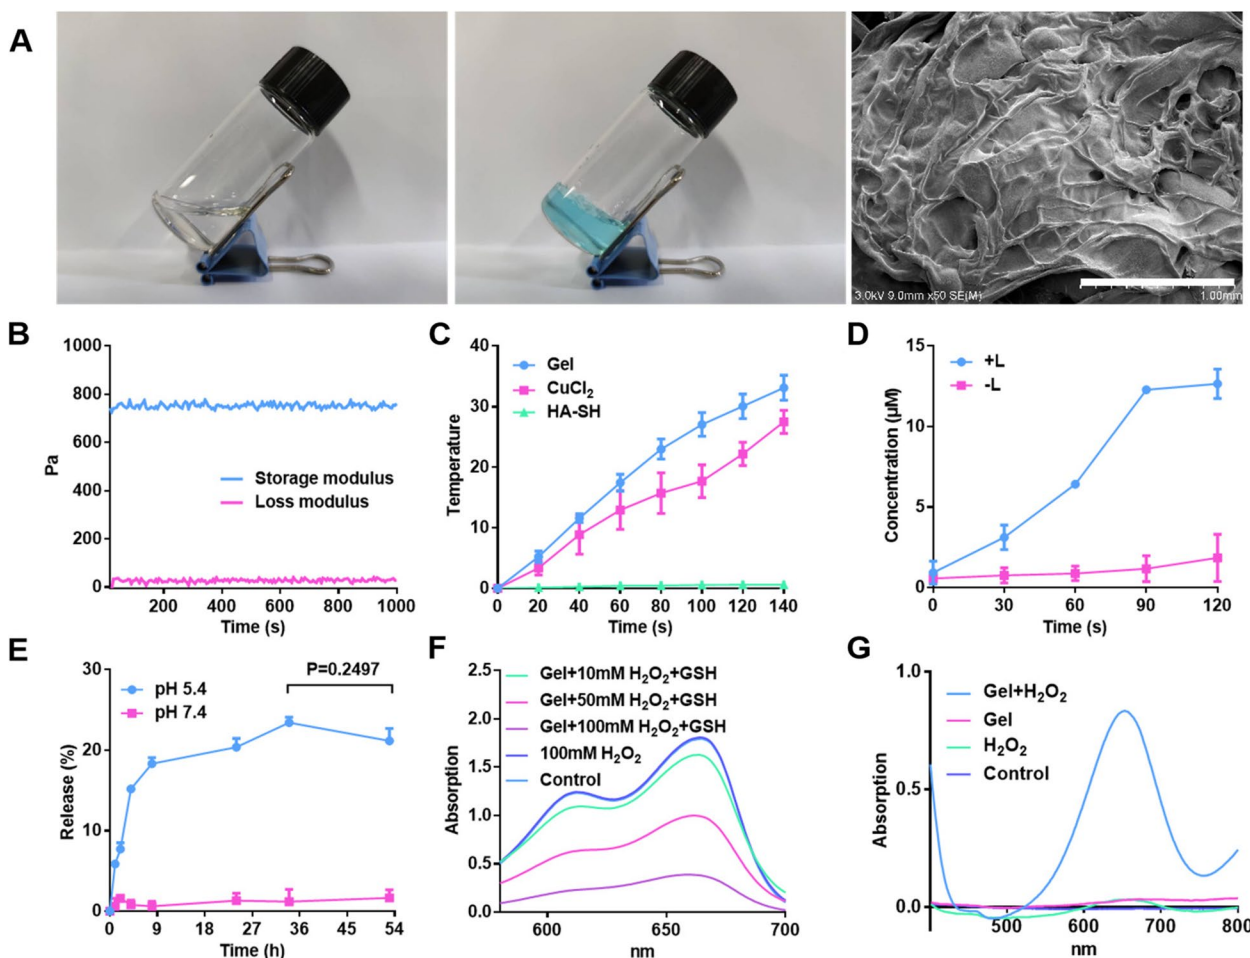 A
3.0kV 9.0mm x50 SE(M)
1.00mm
B
1000
800
600
400
200
0
Pa
Storage modulus
Loss modulus
200
400
600
800
1000
Time (s)
C
40
30
20
10
0
Temperature
Gel
CuCl₂
HA-SH
0
20
40
60
80
100
120
140
Time (s)
D
15
10
5
0
Concentration (μM)
+L
-L
0
30
60
90
120
Time (s)
E
30
20
10
0
Release (%)
pH 5.4
pH 7.4
P=0.2497
0
9
18
27
36
45
54
Time (h)
F
2.5
2.0
1.5
1.0
0.5
0.0
Absorption
Gel+10mM H₂O₂+GSH
Gel+50mM H₂O₂+GSH
Gel+100mM H₂O₂+GSH
100mM H₂O₂
Control
600
650
700
nm
G
1.0
0.5
0.0
Absorption
Gel+H₂O₂
Gel
H₂O₂
Control
500
600
700
800
nm